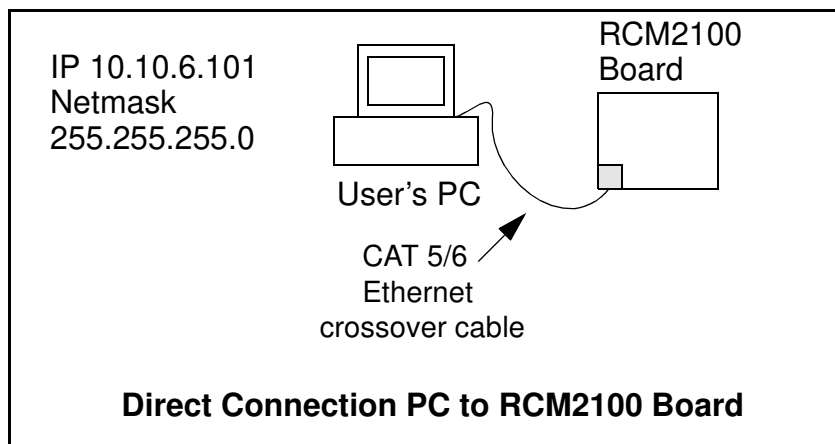 IP 10.10.6.101
Netmask
255.255.255.0
RCM2100
Board
User's PC
CAT 5/6
Ethernet
crossover cable
Direct Connection PC to RCM2100 Board